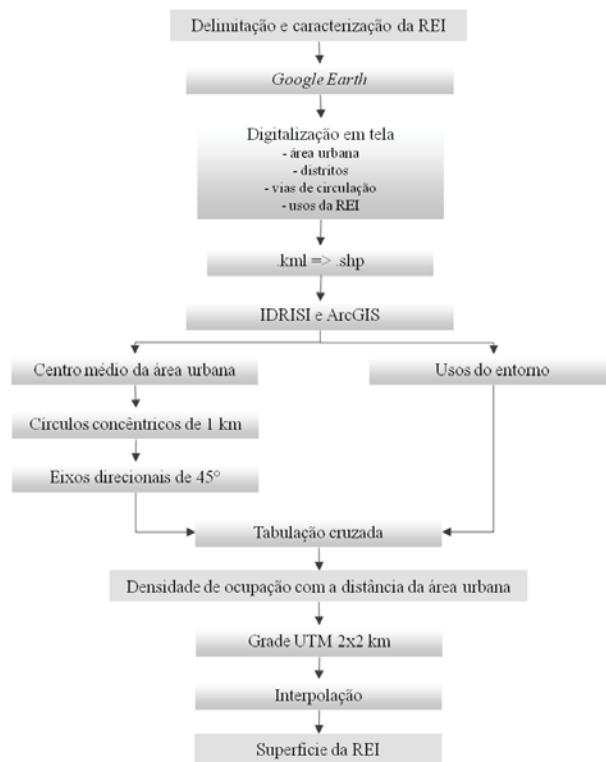 Delimitação e caracterização da REI
Google Earth
Digitalização em tela
- área urbana
- distritos
- vias de circulação
- usos da REI
.kml => .shp
IDRISI e ArcGIS
Centro médio da área urbana
Usos do entorno
Círculos concêntricos de 1 km
Eixos direcionais de 45°
Tabulação cruzada
Densidade de ocupação com a distância da área urbana
Grade UTM 2x2 km
Interpolação
Superfície da REI